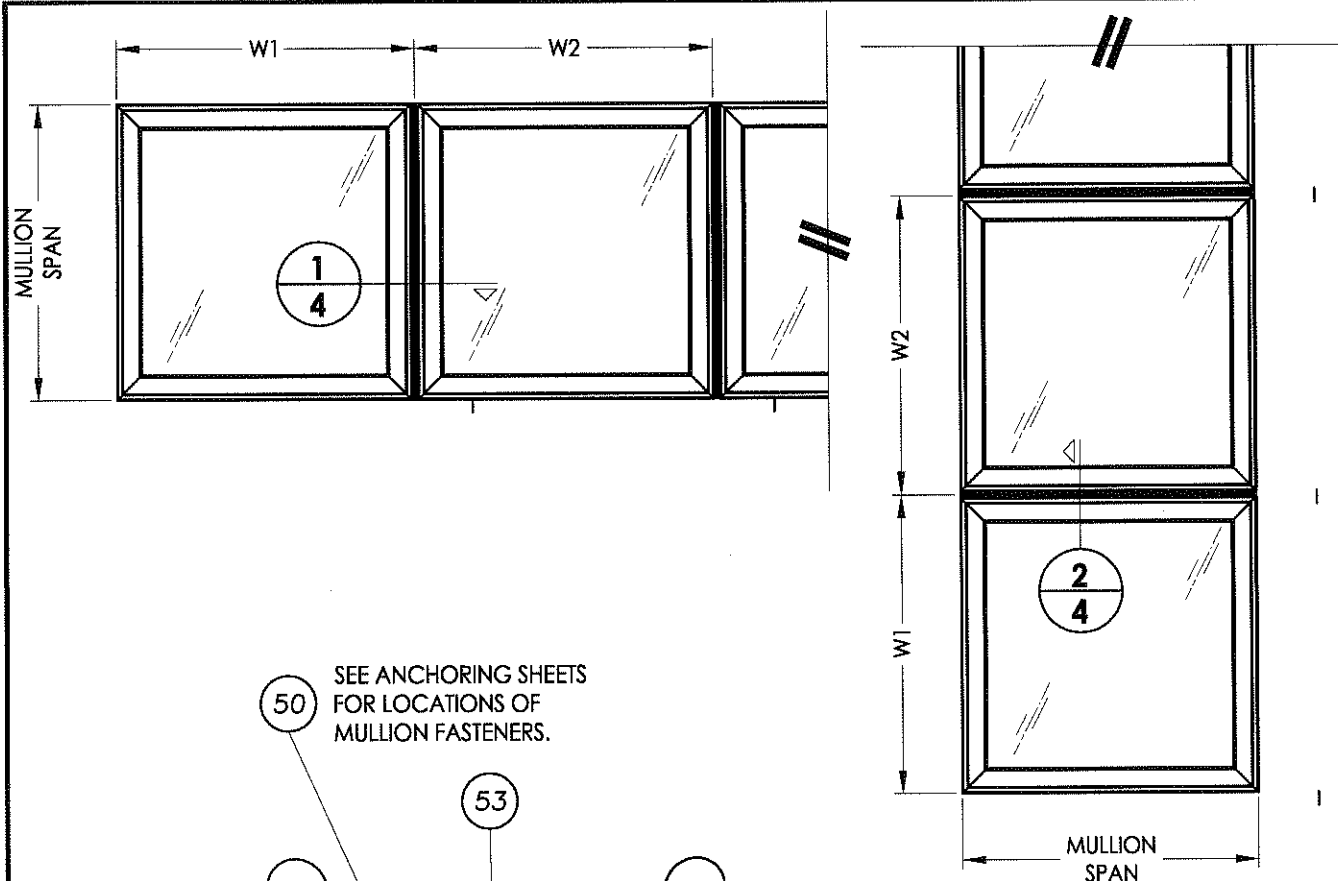 W1
W2
MULLION
SPAN
1
4
W2
W1
2
4
MULLION
SPAN
50
SEE ANCHORING SHEETS
FOR LOCATIONS OF
MULLION FASTENERS.
53